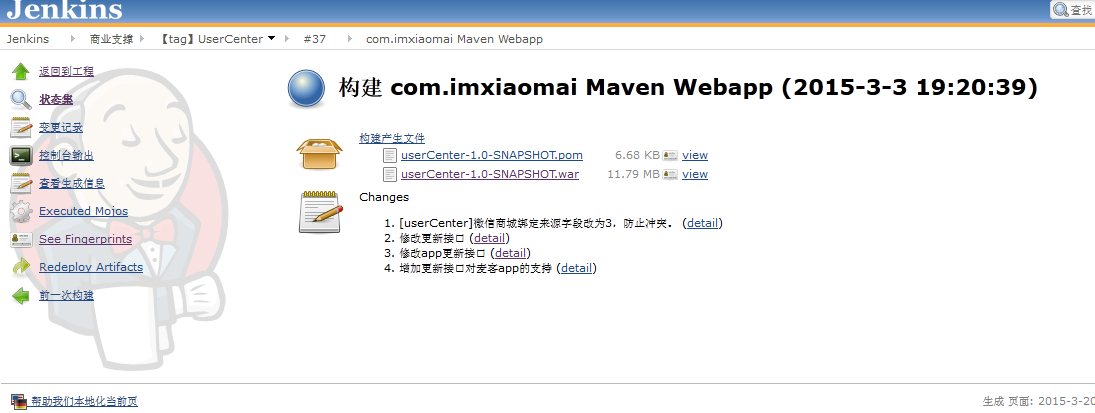 Jenkins
查找
Jenkins 商业支撑 【tag】UserCenter #37 com.imxiaomai Maven Webapp
返回到工程
状态集
变更记录
控制台输出
查看生成信息
Executed Mojos
See Fingerprints
Redeploy Artifacts
前一次构建
构建 com.imxiaomai Maven Webapp (2015-3-3 19:20:39)
构建产生文件
userCenter-1.0-SNAPSHOT.pom 6.68 KB view
userCenter-1.0-SNAPSHOT.war 11.79 MB view
Changes
1. [userCenter]微信商城绑定来源字段改为3，防止冲突。 (detail)
2. 修改更新接口 (detail)
3. 修改app更新接口 (detail)
4. 增加更新接口对麦客app的支持 (detail)
帮助我们本地化当前页
生成 页面: 2015-3-20